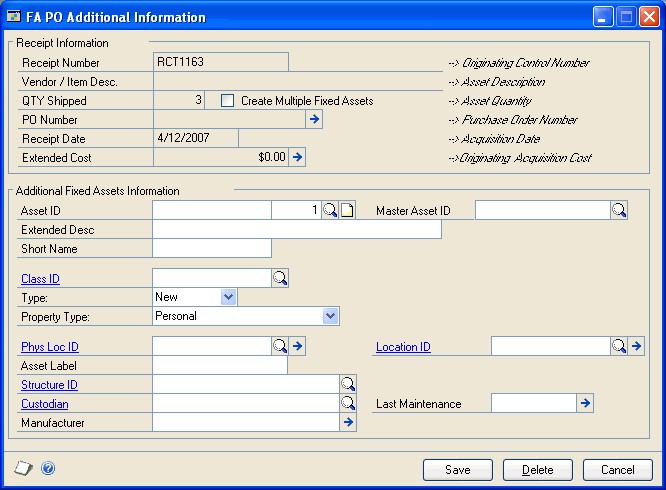 FA PO Additional Information
Receipt Information
Receipt Number RCT1163 --> Originating Control Number
Vendor / Item Desc. --> Asset Description
QTY Shipped 3 Create Multiple Fixed Assets --> Asset Quantity
PO Number --> Purchase Order Number
Receipt Date 4/12/2007 --> Acquisition Date
Extended Cost $0.00 --> Originating Acquisition Cost
Additional Fixed Assets Information
Asset ID 1 Master Asset ID
Extended Desc
Short Name
Class ID
Type: New
Property Type: Personal
Phys Loc ID Location ID
Asset Label
Structure ID
Custodian Last Maintenance
Manufacturer
Save Delete Cancel